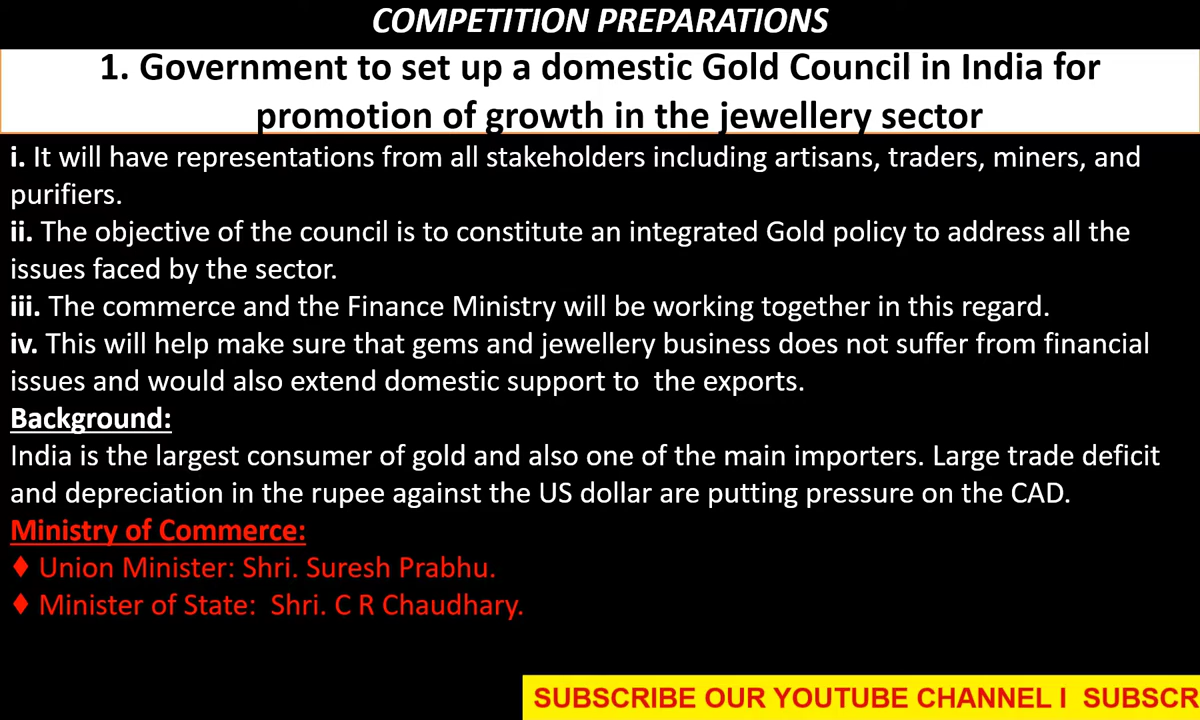 COMPETITION PREPARATIONS
1. Government to set up a domestic Gold Council in India for
promotion of growth in the jewellery sector
i. It will have representations from all stakeholders including artisans, traders, miners, and
purifiers.
ii. The objective of the council is to constitute an integrated Gold policy to address all the
issues faced by the sector.
iii. The commerce and the Finance Ministry will be working together in this regard.
iv. This will help make sure that gems and jewellery business does not suffer from financial
issues and would also extend domestic support to  the exports.
Background:
India is the largest consumer of gold and also one of the main importers. Large trade deficit
and depreciation in the rupee against the US dollar are putting pressure on the CAD.
Ministry of Commerce:
♦ Union Minister: Shri. Suresh Prabhu.
♦ Minister of State:  Shri. C R Chaudhary.
SUBSCRIBE OUR YOUTUBE CHANNEL I  SUBSCR